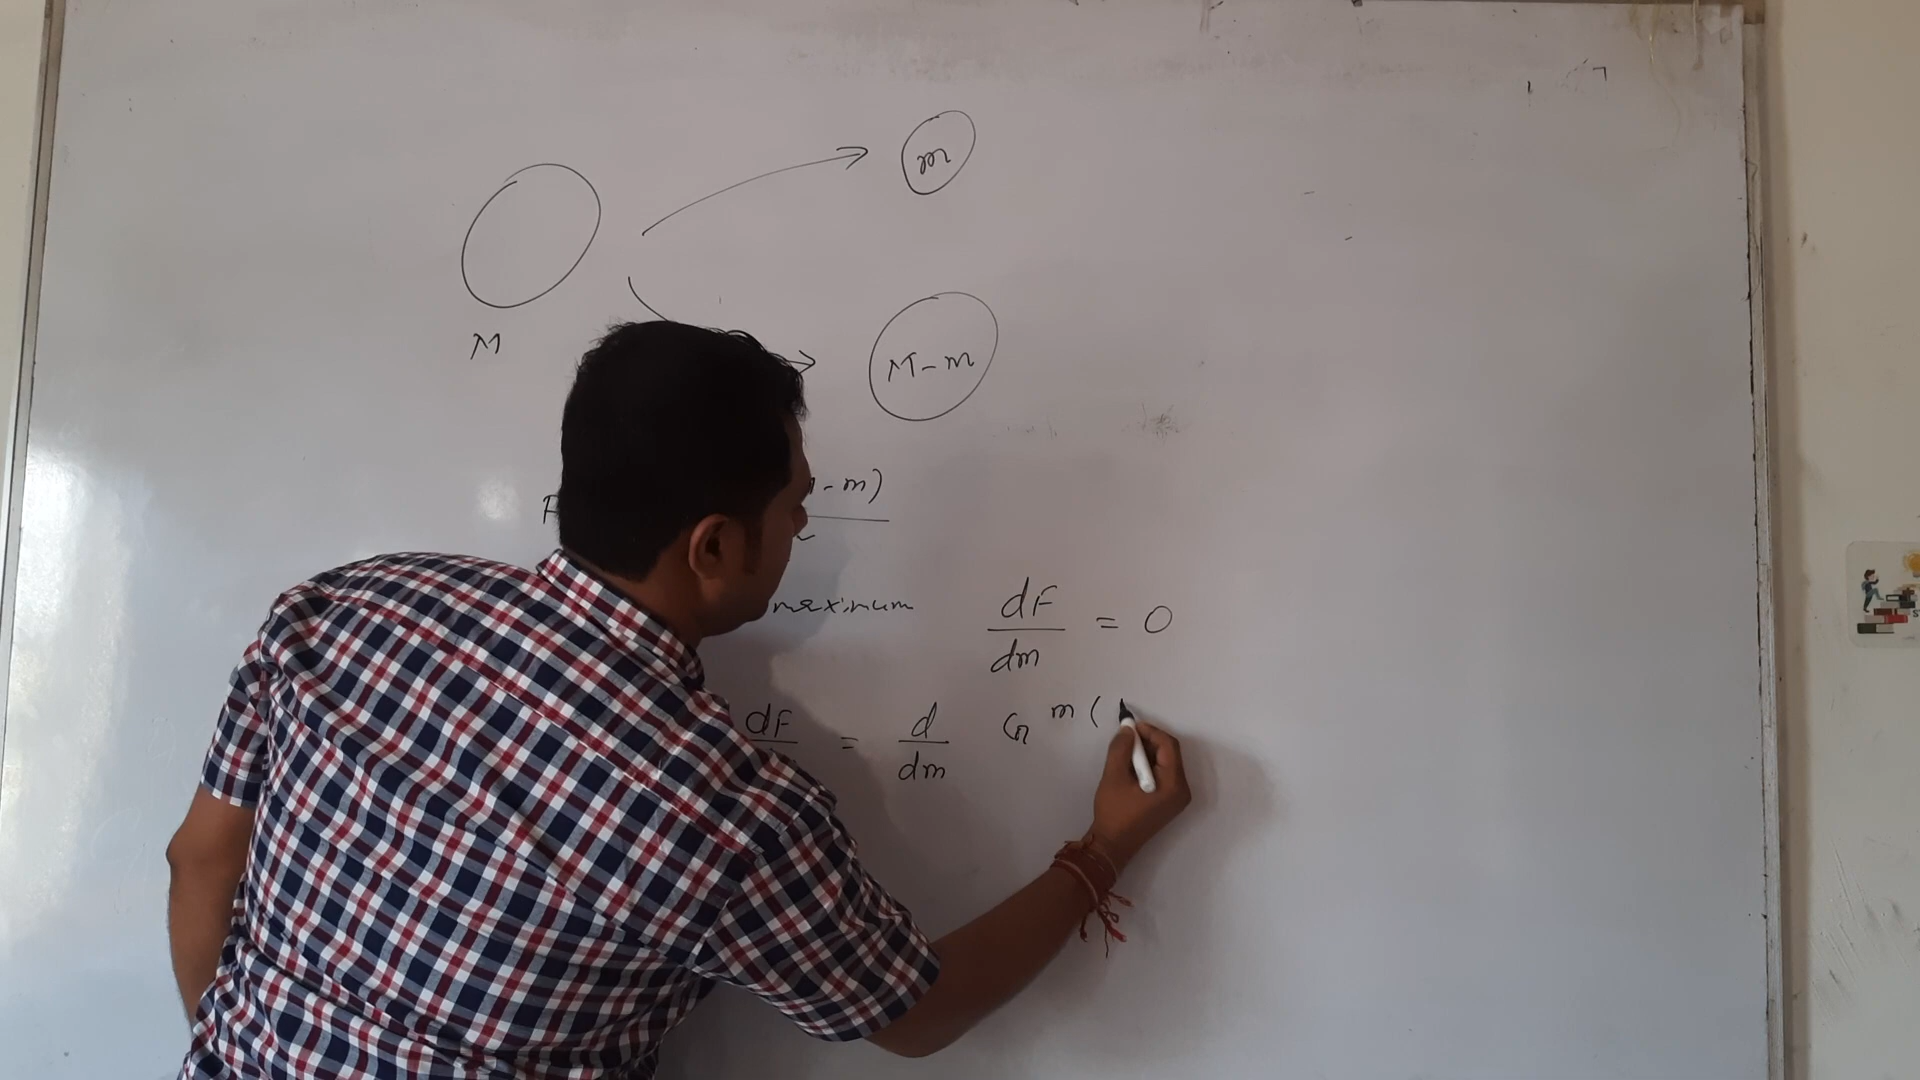 m
M
M-m
F - m)
maximum dF/dm = 0
dF = d/dm G m (